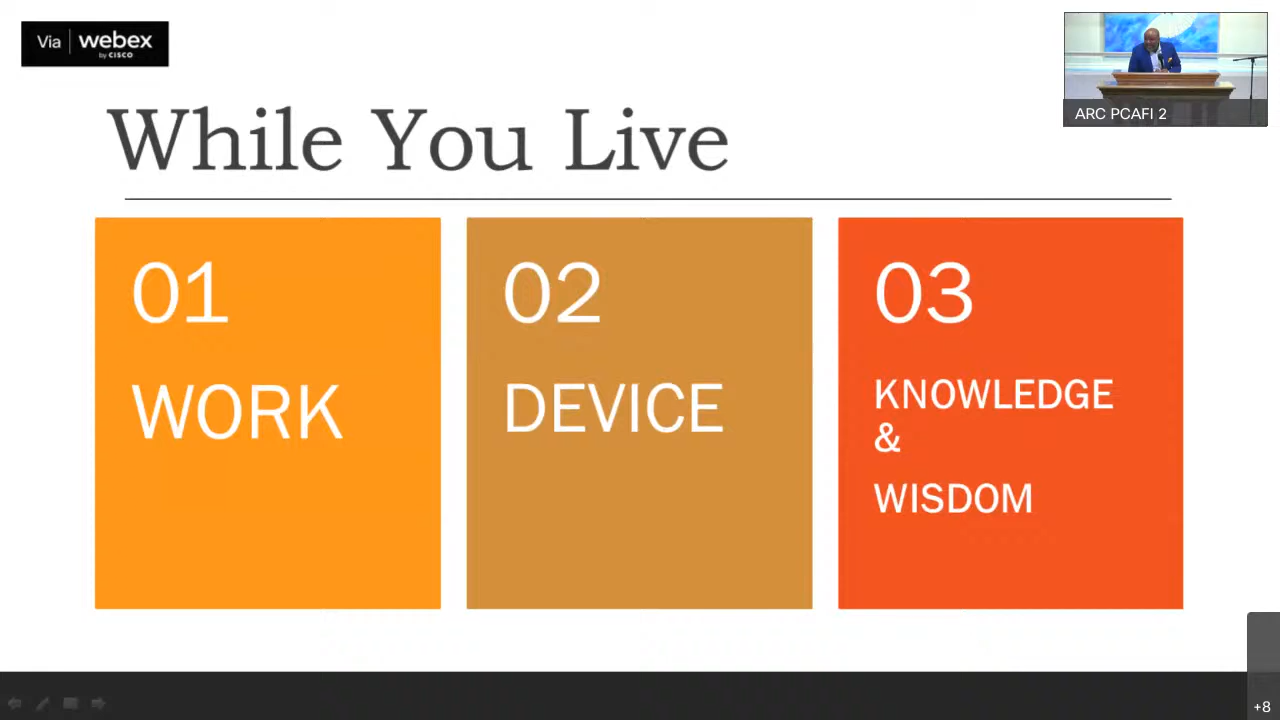 Via webex
by CISCO
ARC PCAFI 2
While You Live
01
WORK
02
DEVICE
03
KNOWLEDGE
&
WISDOM
+8